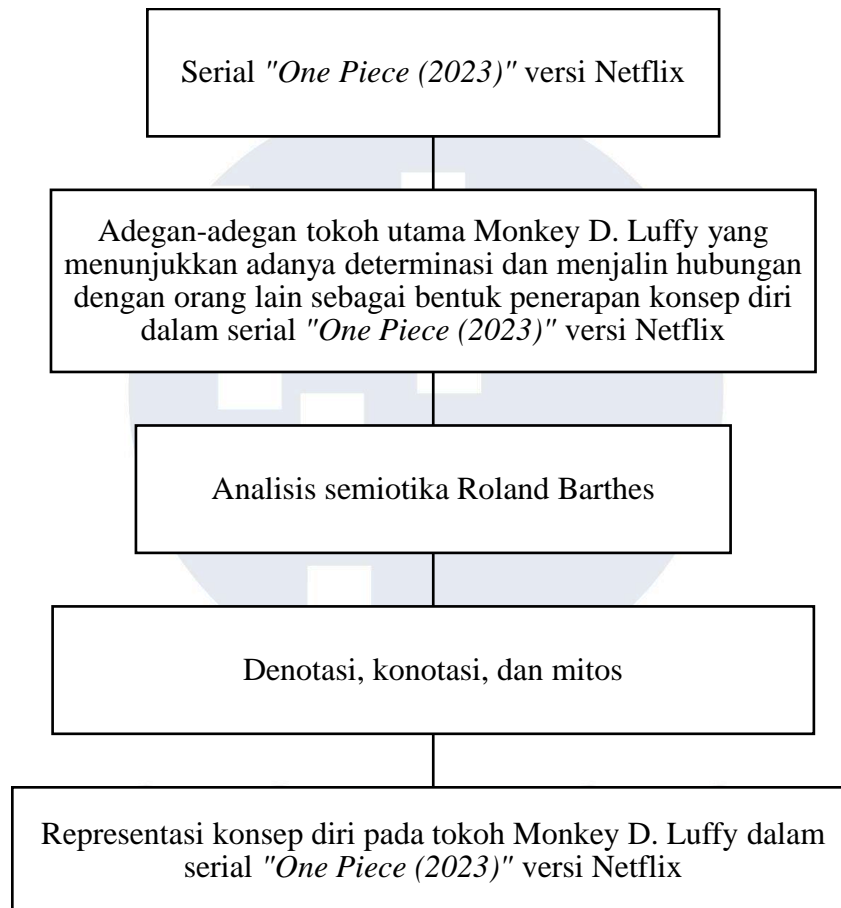 Serial "One Piece (2023)" versi Netflix
Adegan-adegan tokoh utama Monkey D. Luffy yang
menunjukkan adanya determinasi dan menjalin hubungan
dengan orang lain sebagai bentuk penerapan konsep diri
dalam serial "One Piece (2023)" versi Netflix
Analisis semiotika Roland Barthes
Denotasi, konotasi, dan mitos
Representasi konsep diri pada tokoh Monkey D. Luffy dalam
serial "One Piece (2023)" versi Netflix